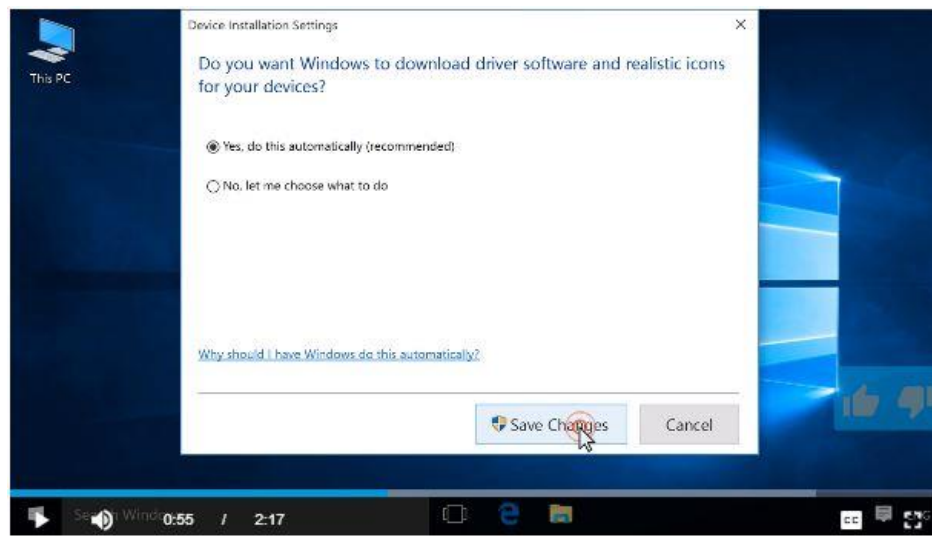 This PC
Device Installation Settings
Do you want Windows to download driver software and realistic icons
for your devices?
Yes, do this automatically (recommended)
No, let me choose what to do
Why should I have Windows do this automatically?
Save Changes
Cancel
0:55 / 2:17
CC